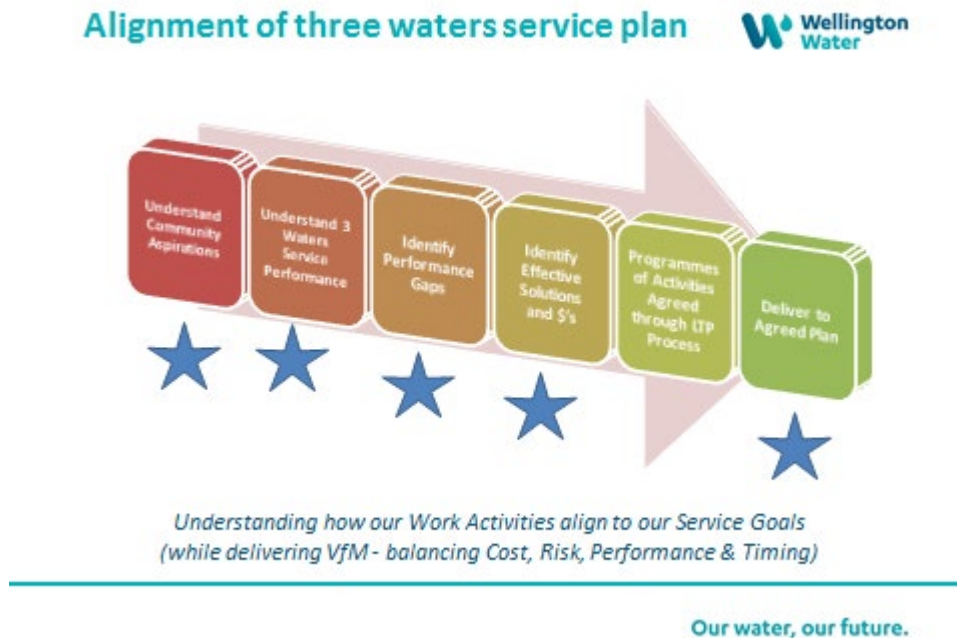 Alignment of three waters service plan
Wellington
Water
Understand
Community
Aspirations
Understand 3
Waters
Service
Performance
Identify
Performance
Gaps
Identify
Effective
Solutions
and $'s
Programmes
of Activities
Agreed
through LTP
Process
Deliver to
Agreed Plan
Understanding how our Work Activities align to our Service Goals
(while delivering VfM - balancing Cost, Risk, Performance & Timing)
Our water, our future.